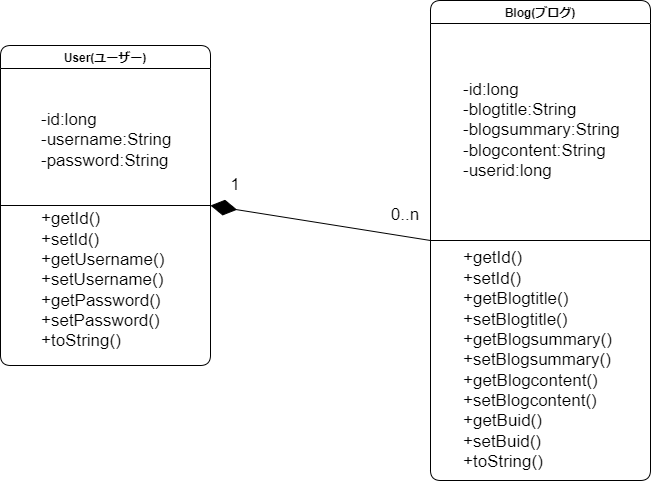 User(ユーザー)
-id:long
-username:String
-password:String
+getId()
+setId()
+getUsername()
+setUsername()
+getPassword()
+setPassword()
+toString()
1
0..n
Blog(ブログ)
-id:long
-blogtitle:String
-blogsummary:String
-blogcontent:String
-userid:long
+getId()
+setId()
+getBlogtitle()
+setBlogtitle()
+getBlogsummary()
+setBlogsummary()
+getBlogcontent()
+setBlogcontent()
+getBuid()
+setBuid()
+toString()